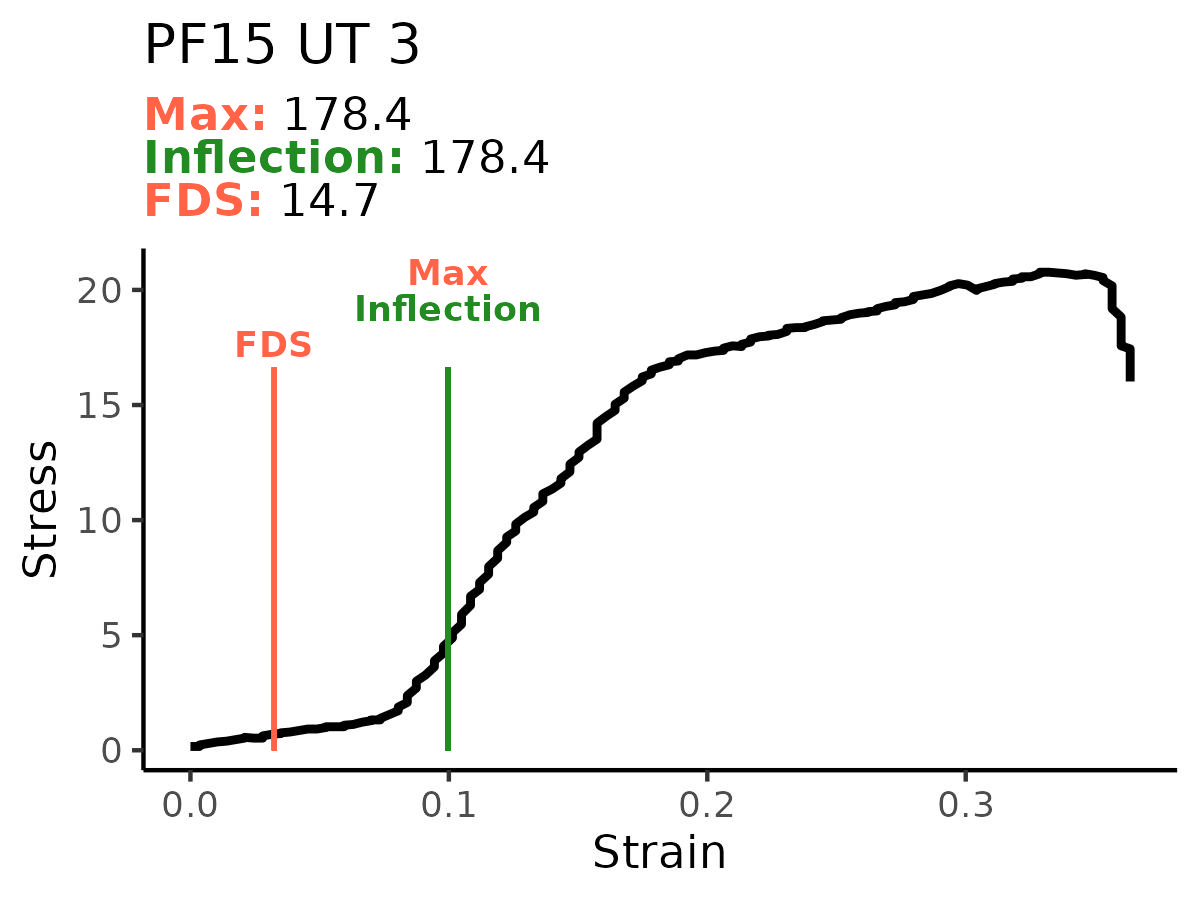 PF15 UT 3
Max: 178.4
Inflection: 178.4
FDS: 14.7
Max
Inflection
FDS
20
15
10
5
0
Stress
0.0 0.1 0.2 0.3
Strain